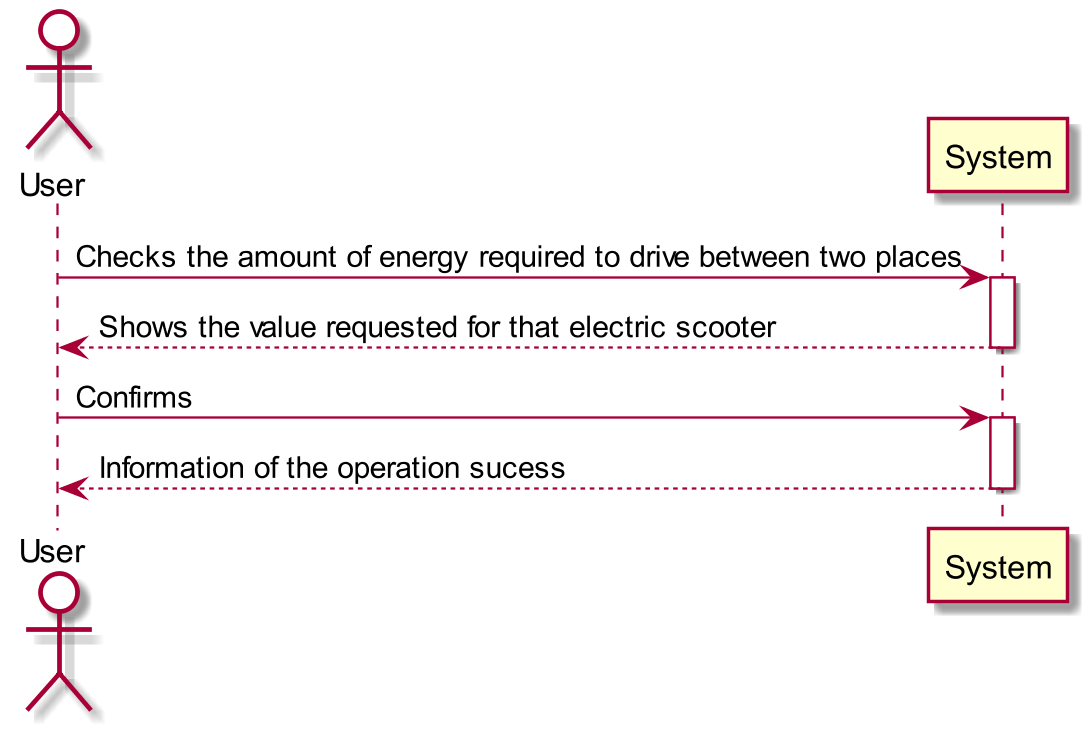 User
System
Checks the amount of energy required to drive between two places
Shows the value requested for that electric scooter
Confirms
Information of the operation sucess
User
System